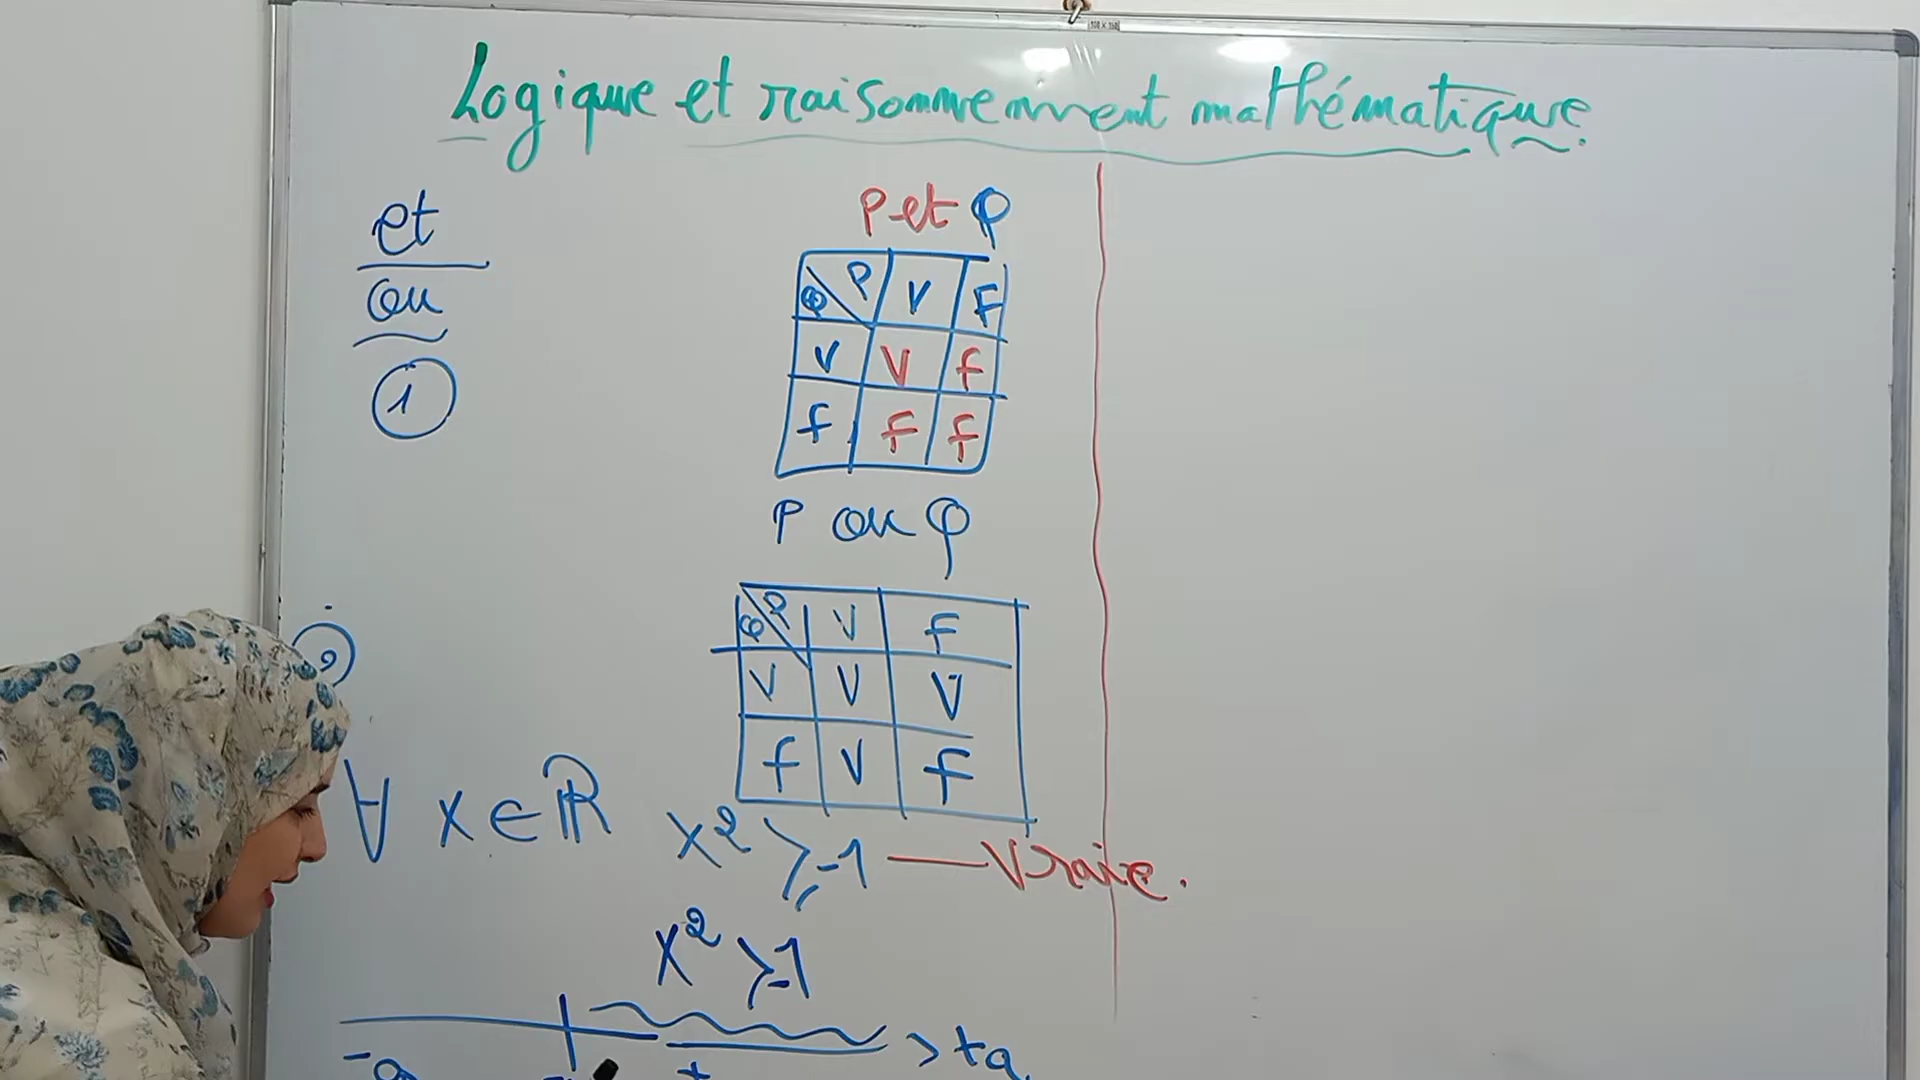 Logique et raisonnement mathématique.
et
ou
1
P et Q
Q P V F
V V F
F F F
P ou Q
Q P V F
V V V
F V F
2
∀ x ∈ ℝ x² ≥ -1 — Vraie.
x² ≥ -1